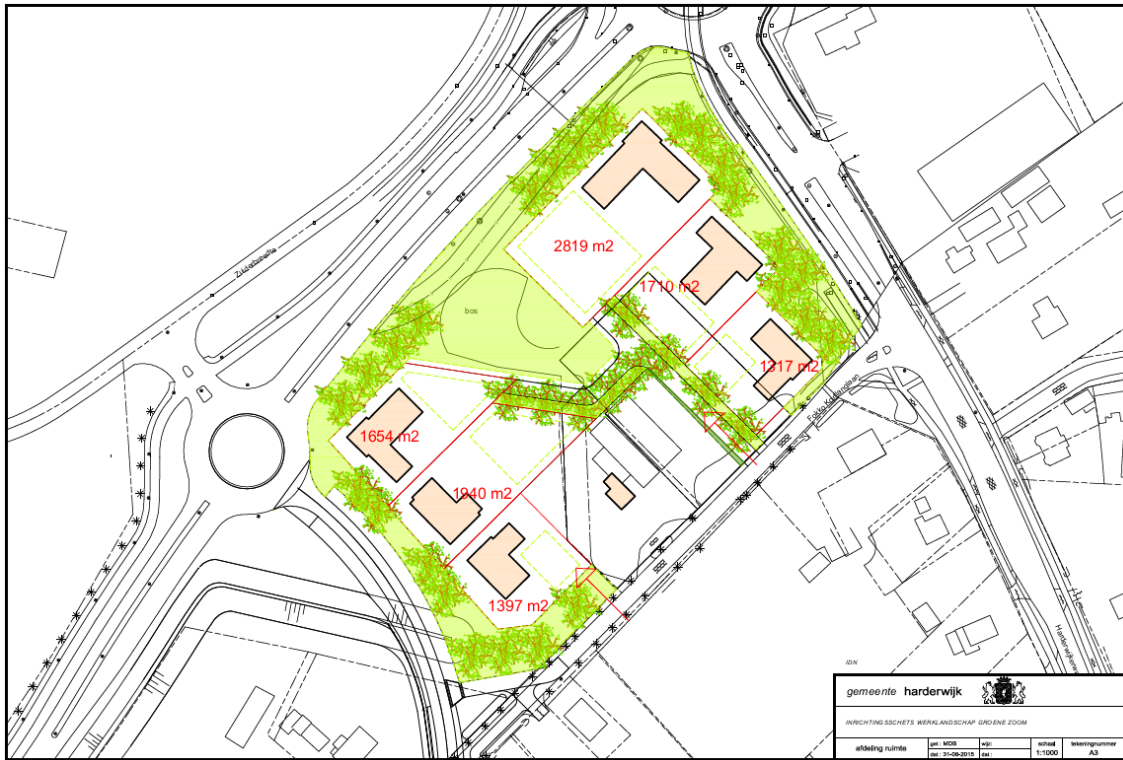 Zuiderbreedte
bos
2819 m2
1710 m2
1317 m2
1654 m2
1940 m2
1397 m2
Fokko Kortlanglaan
IDN
gemeente harderwijk
INRICHTINGSSCHETS WERKLANDSCHAP GROENE ZOOM
afdeling ruimte
get.: MDB
wijz:
schaal
tekeningnummer
dat.: 31-08-2015
dat.:
1:1000
A3